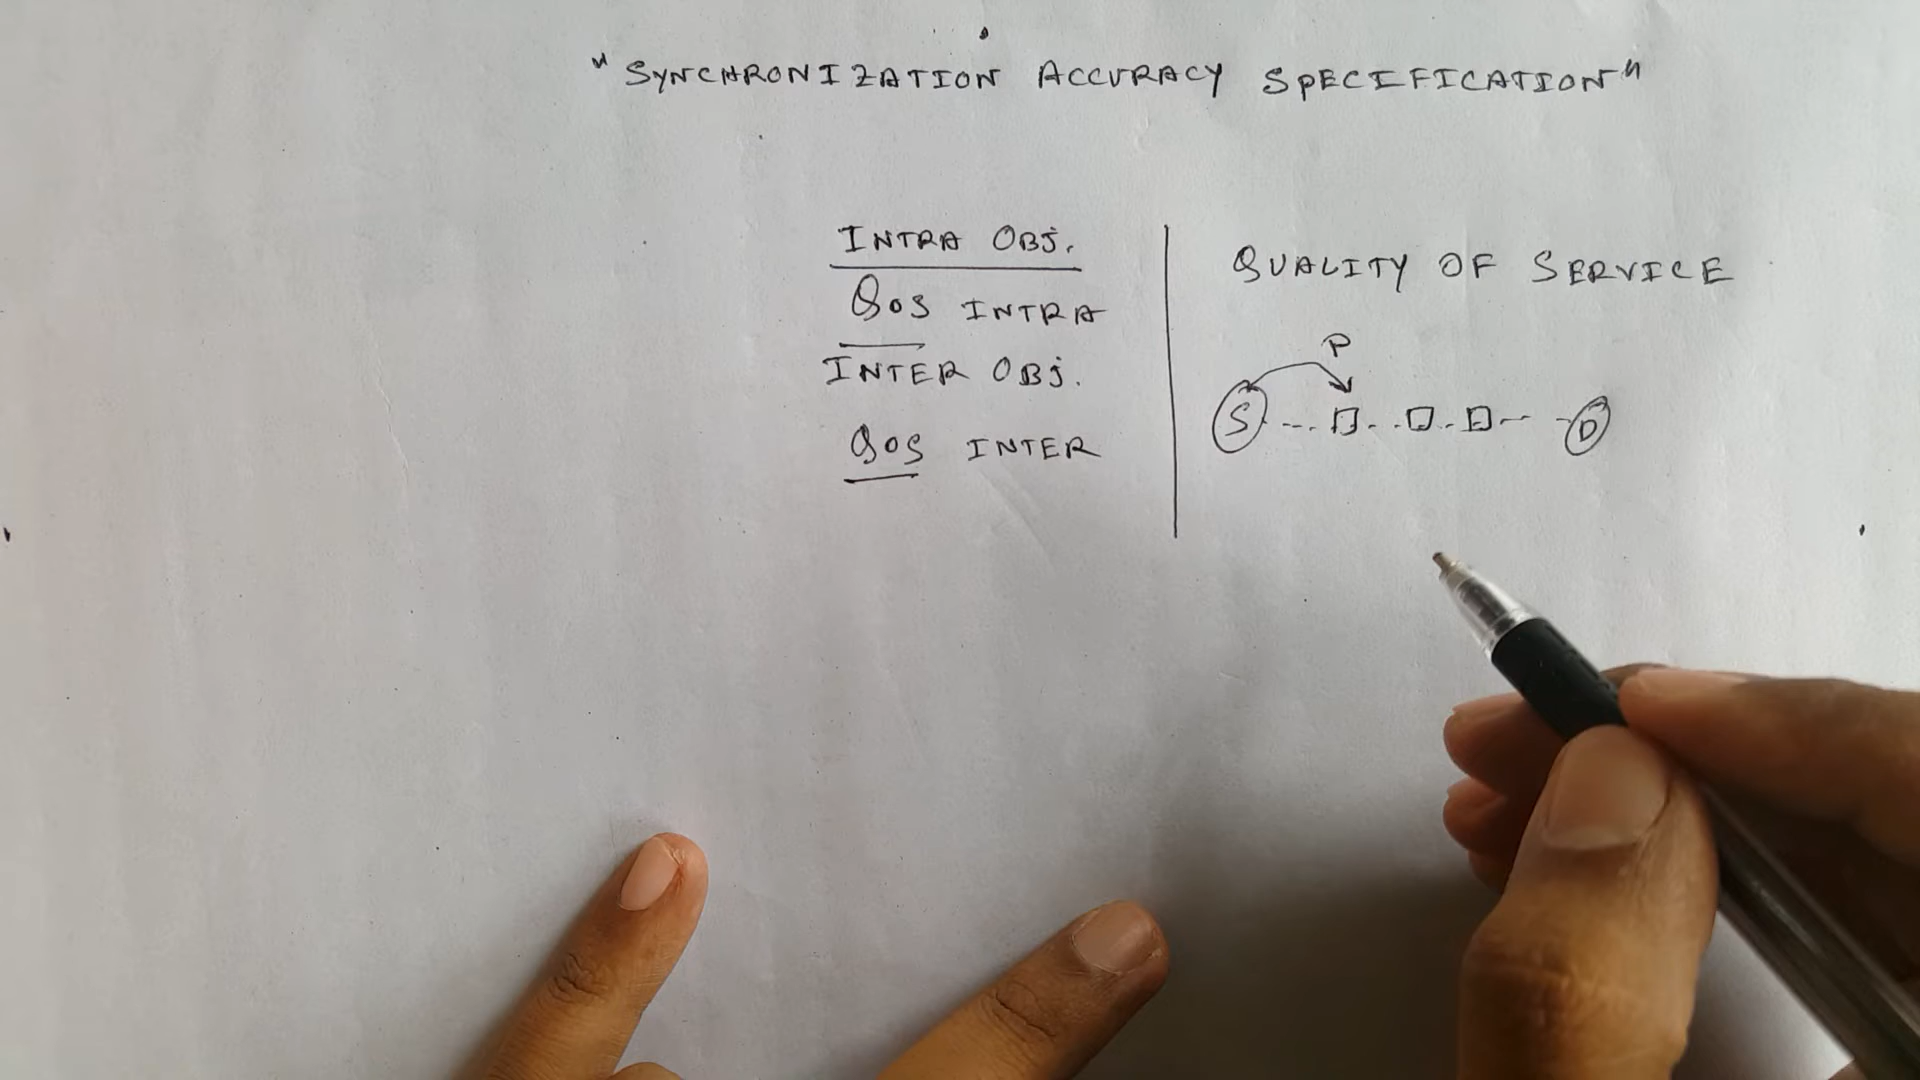 "SYNCHRONIZATION ACCURACY SPECIFICATION"
INTRA OBJ.
QOS INTRA
INTER OBJ.
QOS INTER
QUALITY OF SERVICE
P
S D